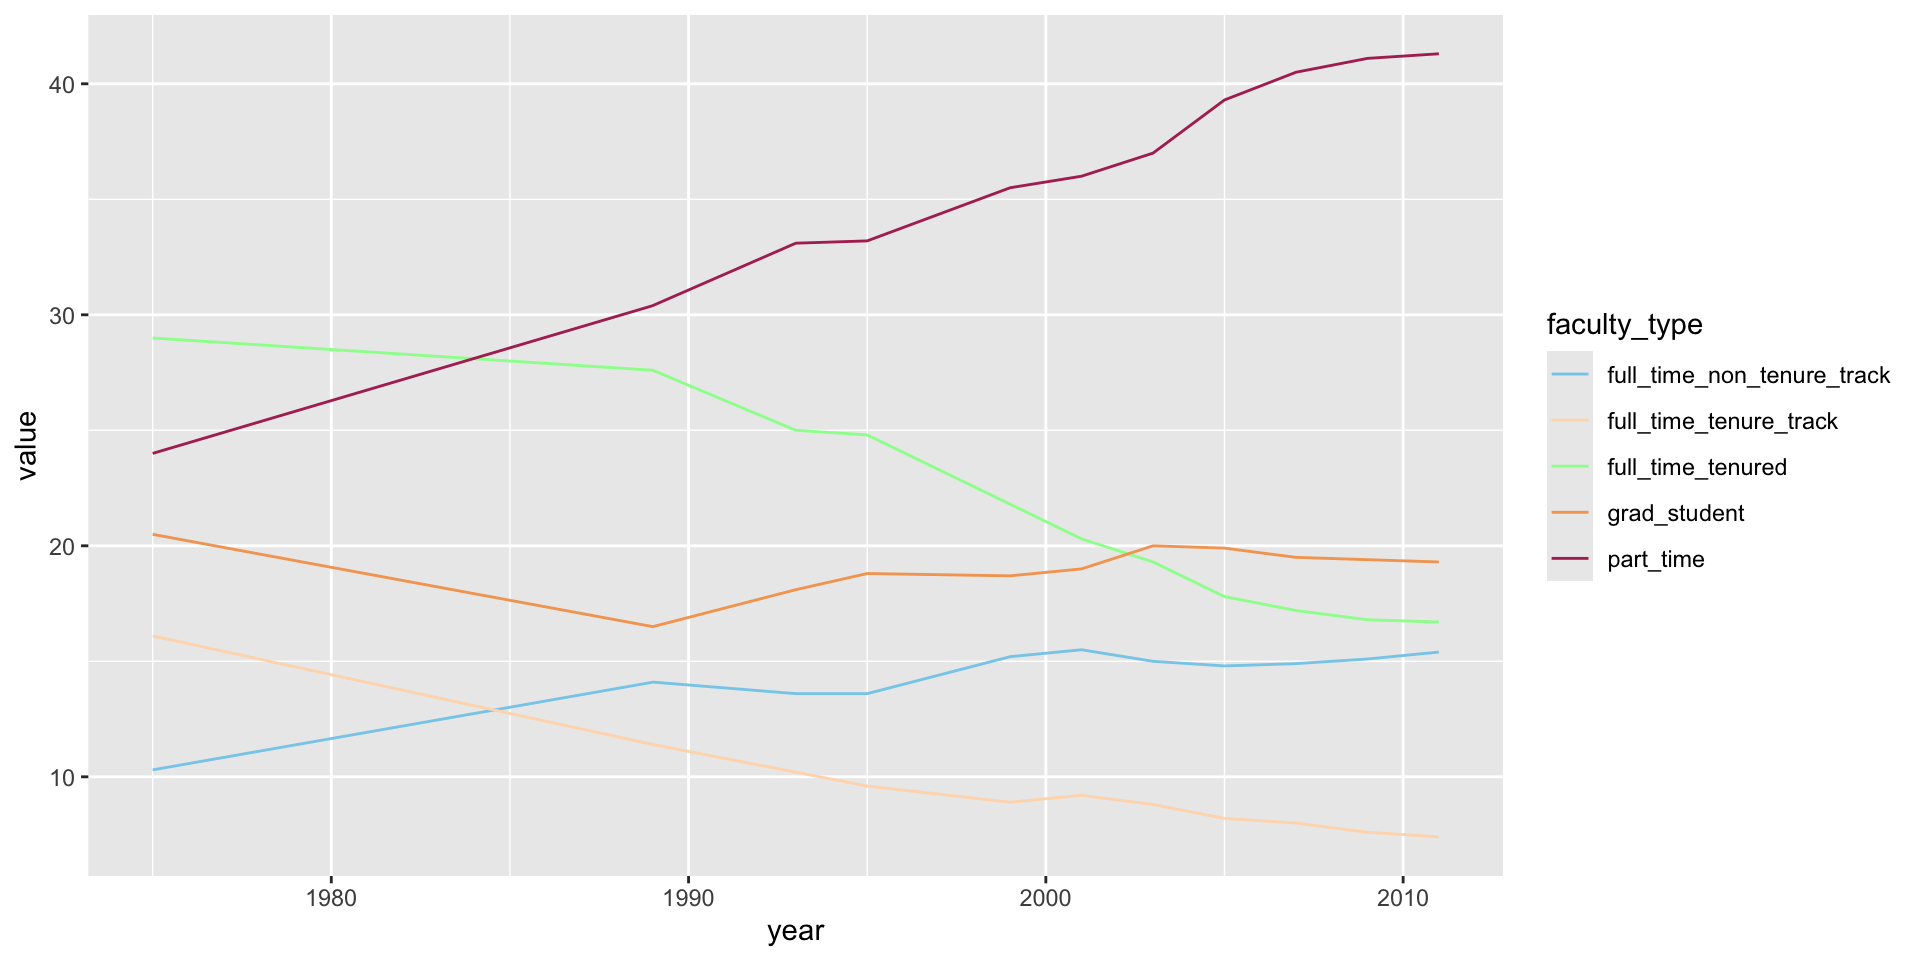 40
30
20
10
value
1980 1990 2000 2010
year
faculty_type
full_time_non_tenure_track
full_time_tenure_track
full_time_tenured
grad_student
part_time